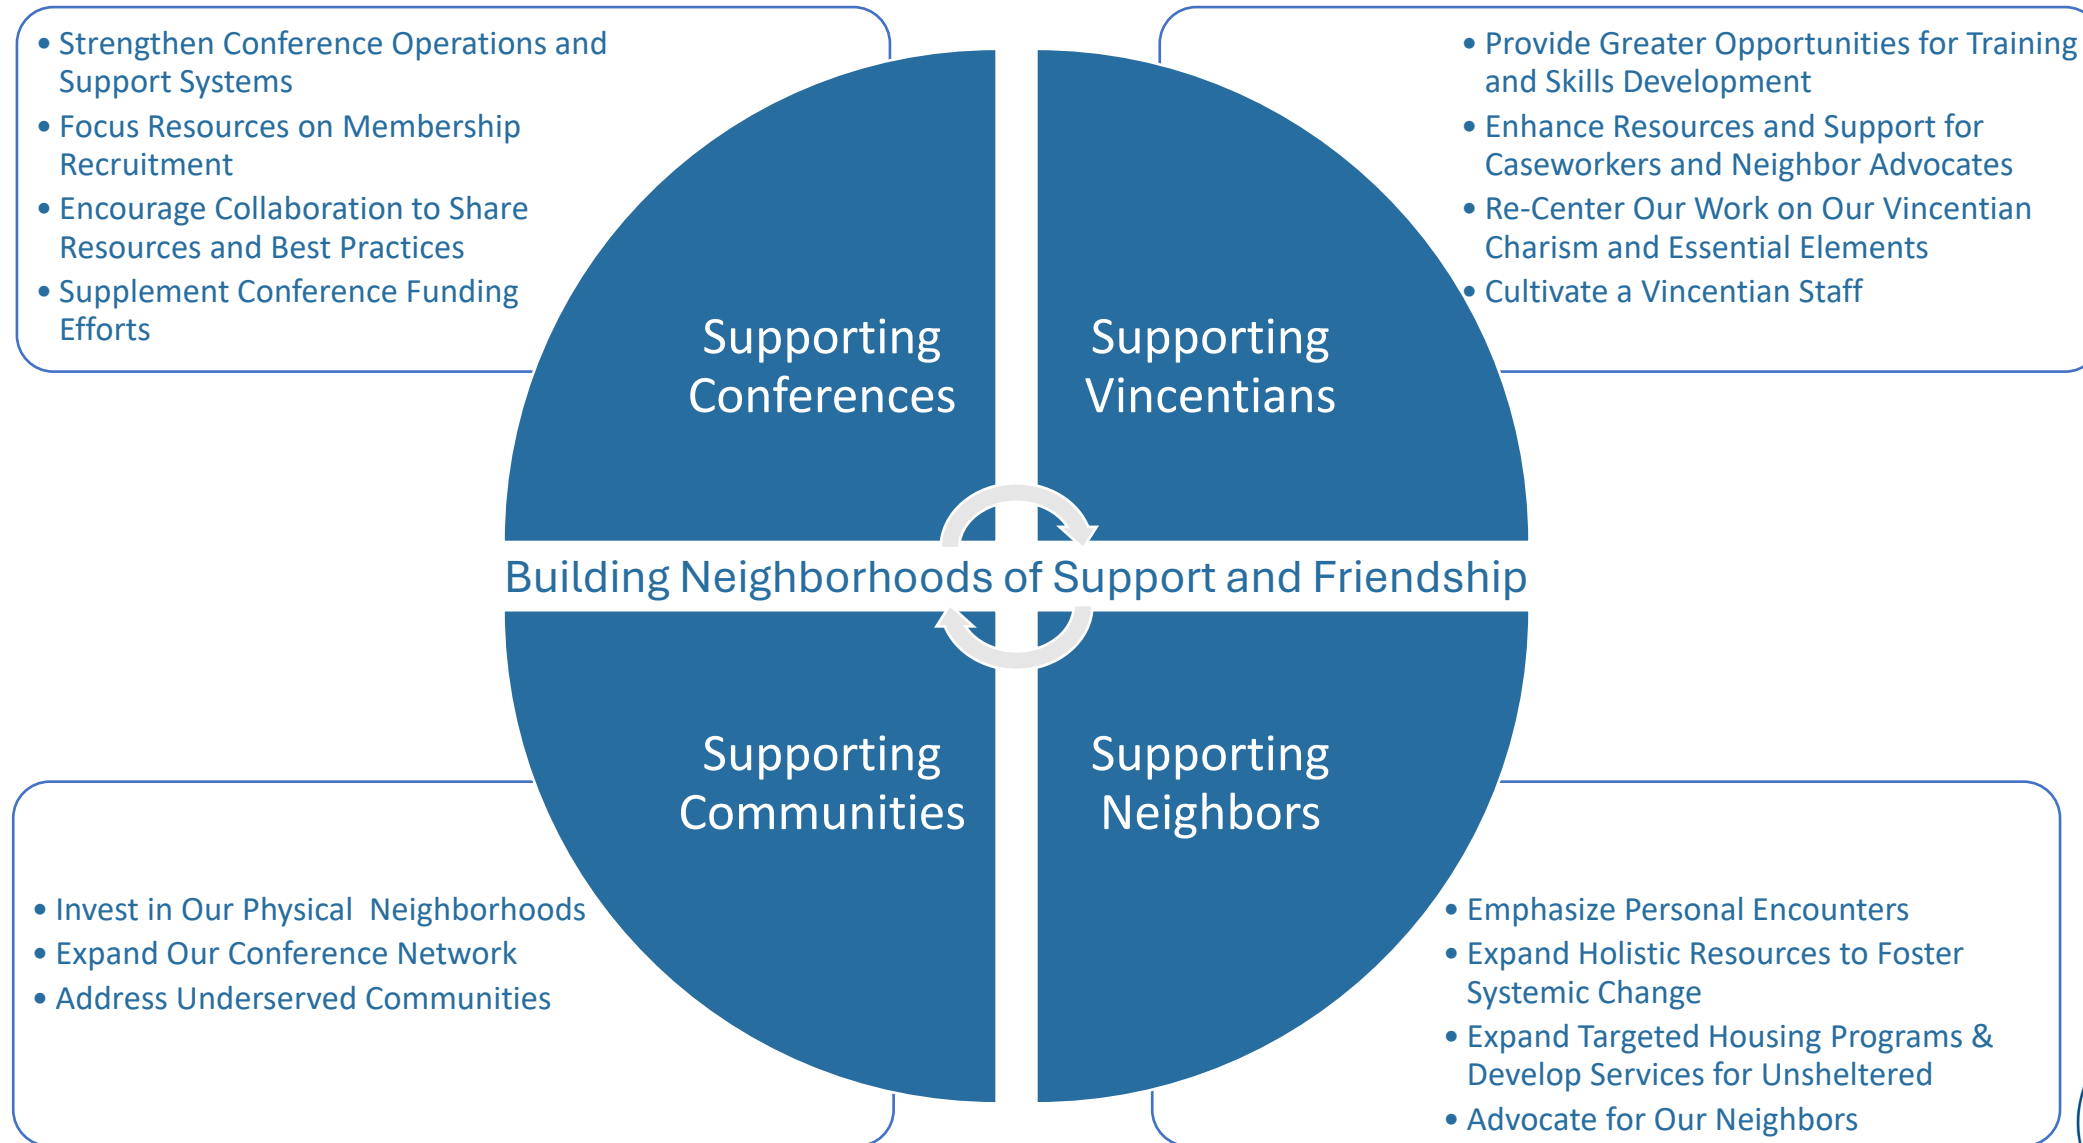 • Strengthen Conference Operations and
Support Systems
• Focus Resources on Membership
Recruitment
• Encourage Collaboration to Share
Resources and Best Practices
• Supplement Conference Funding
Efforts
• Provide Greater Opportunities for Training
and Skills Development
• Enhance Resources and Support for
Caseworkers and Neighbor Advocates
• Re-Center Our Work on Our Vincentian
Charism and Essential Elements
• Cultivate a Vincentian Staff
Supporting
Conferences
Supporting
Vincentians
Building Neighborhoods of Support and Friendship
Supporting
Communities
Supporting
Neighbors
• Invest in Our Physical  Neighborhoods
• Expand Our Conference Network
• Address Underserved Communities
• Emphasize Personal Encounters
• Expand Holistic Resources to Foster
Systemic Change
• Expand Targeted Housing Programs &
Develop Services for Unsheltered
• Advocate for Our Neighbors